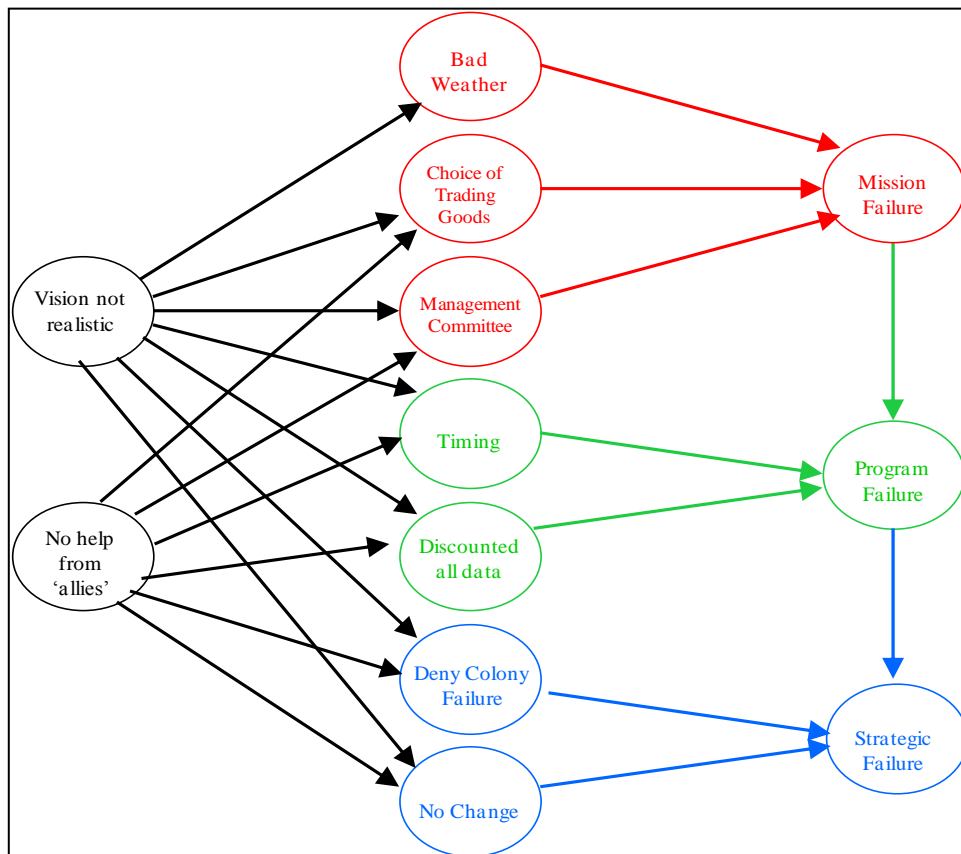 Bad
Weather
Choice of
Trading
Goods
Mission
Failure
Vision not
realistic
Management
Committee
Timing
Program
Failure
No help
from
‘allies’
Discounted
all data
Deny Colony
Failure
Strategic
Failure
No Change